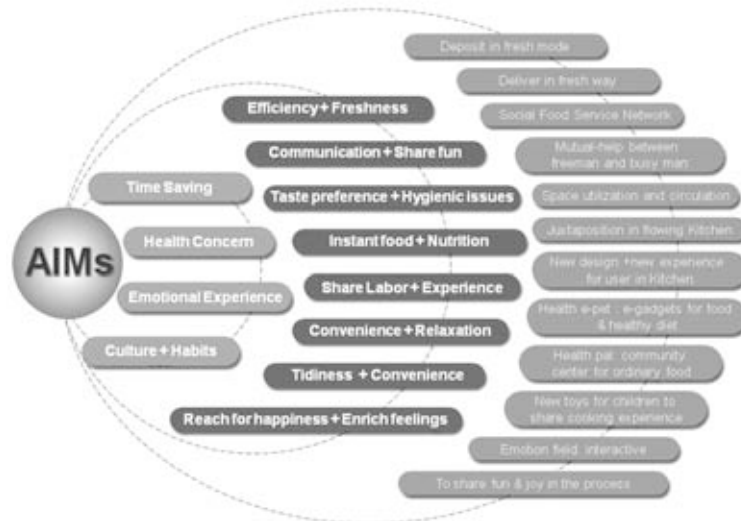 AIMs
Time Saving
Health Concern
Emotional Experience
Culture + Habits
Efficiency + Freshness
Communication + Share fun
Taste preference + Hygienic issues
Instant food + Nutrition
Share Labor + Experience
Convenience + Relaxation
Tidiness + Convenience
Reach for happiness + Enrich feelings
Deposit in fresh mode
Deliver in fresh way
Social Food Service Network
Mutual-help between
freeman and busy man
Space utilization and circulation
Juxtaposition in flowing Kitchen
New design +new experience
for user in Kitchen
Health e-pet : e-gadgets for food
& healthy diet
Health pal: community
center for ordinary food
New toys for children to
share cooking experience
Emotion field: interactive
To share fun & joy in the process